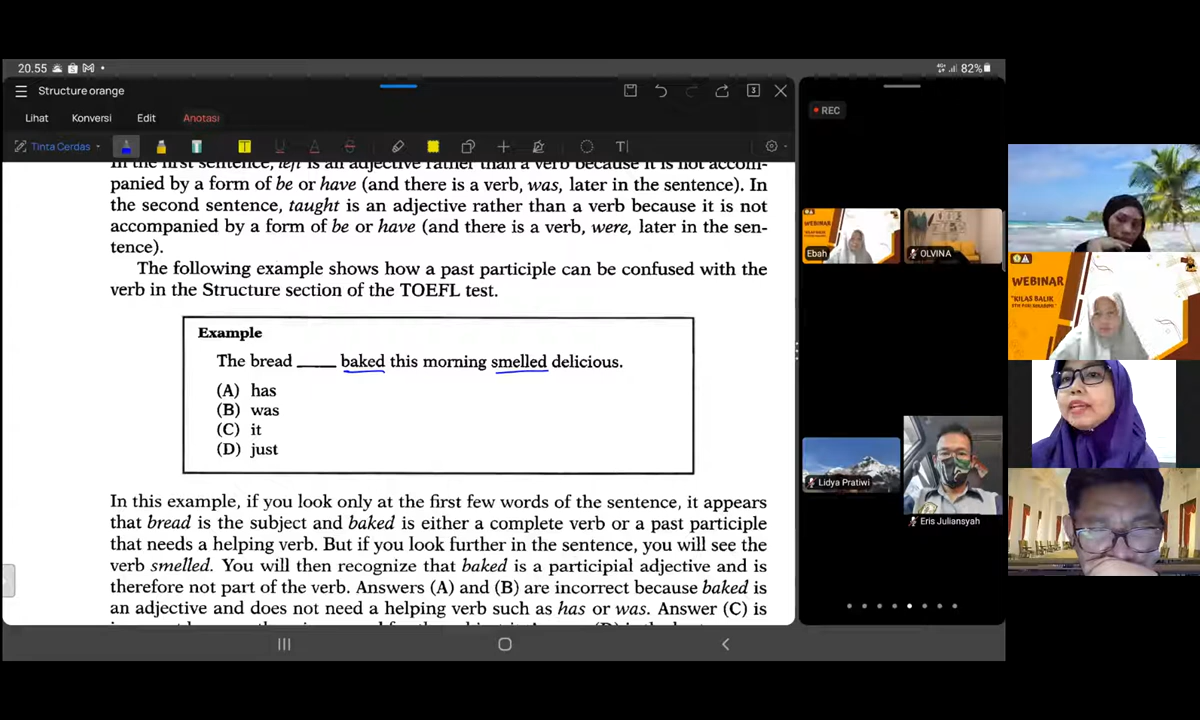 20.55
82%
Structure orange
3
Lihat Konversi Edit Anotasi
Tinta Cerdas
In the first sentence, left is an adjective rather than a verb because it is not accom-
panied by a form of be or have (and there is a verb, was, later in the sentence). In
the second sentence, taught is an adjective rather than a verb because it is not
accompanied by a form of be or have (and there is a verb, were, later in the sen-
tence).
The following example shows how a past participle can be confused with the
verb in the Structure section of the TOEFL test.
Example
The bread ____ baked this morning smelled delicious.
(A) has
(B) was
(C) it
(D) just
In this example, if you look only at the first few words of the sentence, it appears
that bread is the subject and baked is either a complete verb or a past participle
that needs a helping verb. But if you look further in the sentence, you will see the
verb smelled. You will then recognize that baked is a participial adjective and is
therefore not part of the verb. Answers (A) and (B) are incorrect because baked is
an adjective and does not need a helping verb such as has or was. Answer (C) is
REC
WEBINAR
Ebah
OLVINA
Lidya Pratiwi
Eris Juliansyah
WEBINAR
"KILAS BALIK